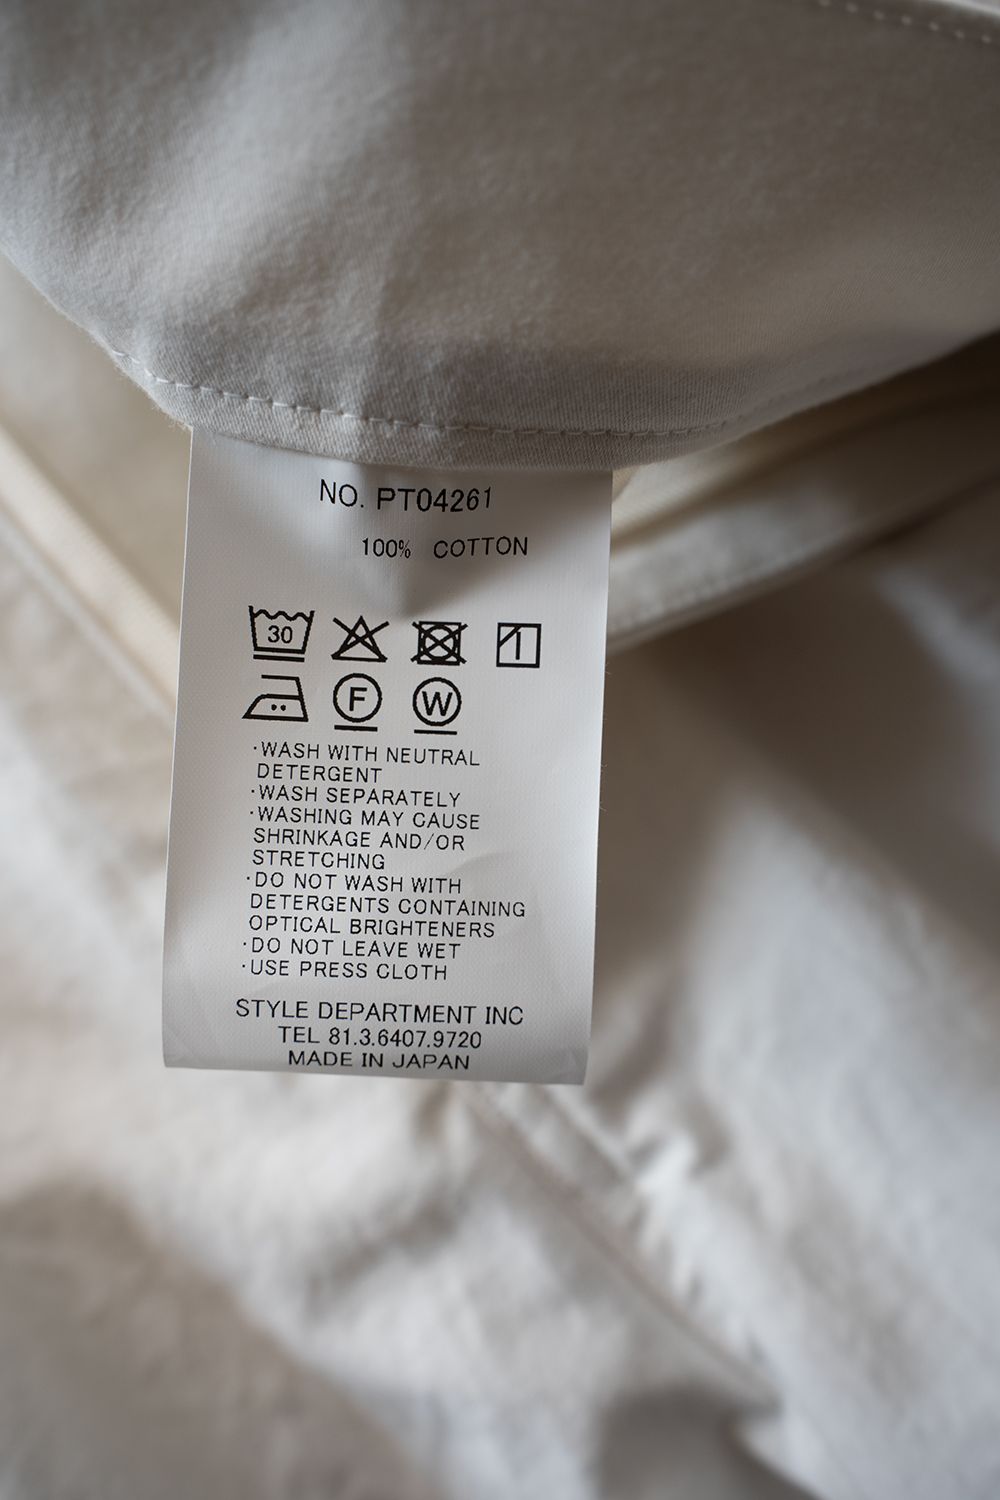 NO. PT04261
100% COTTON
30
F W
·WASH WITH NEUTRAL
DETERGENT
·WASH SEPARATELY
·WASHING MAY CAUSE
SHRINKAGE AND/OR
STRETCHING
·DO NOT WASH WITH
DETERGENTS CONTAINING
OPTICAL BRIGHTENERS
·DO NOT LEAVE WET
·USE PRESS CLOTH
STYLE DEPARTMENT INC
TEL 81.3.6407.9720
MADE IN JAPAN